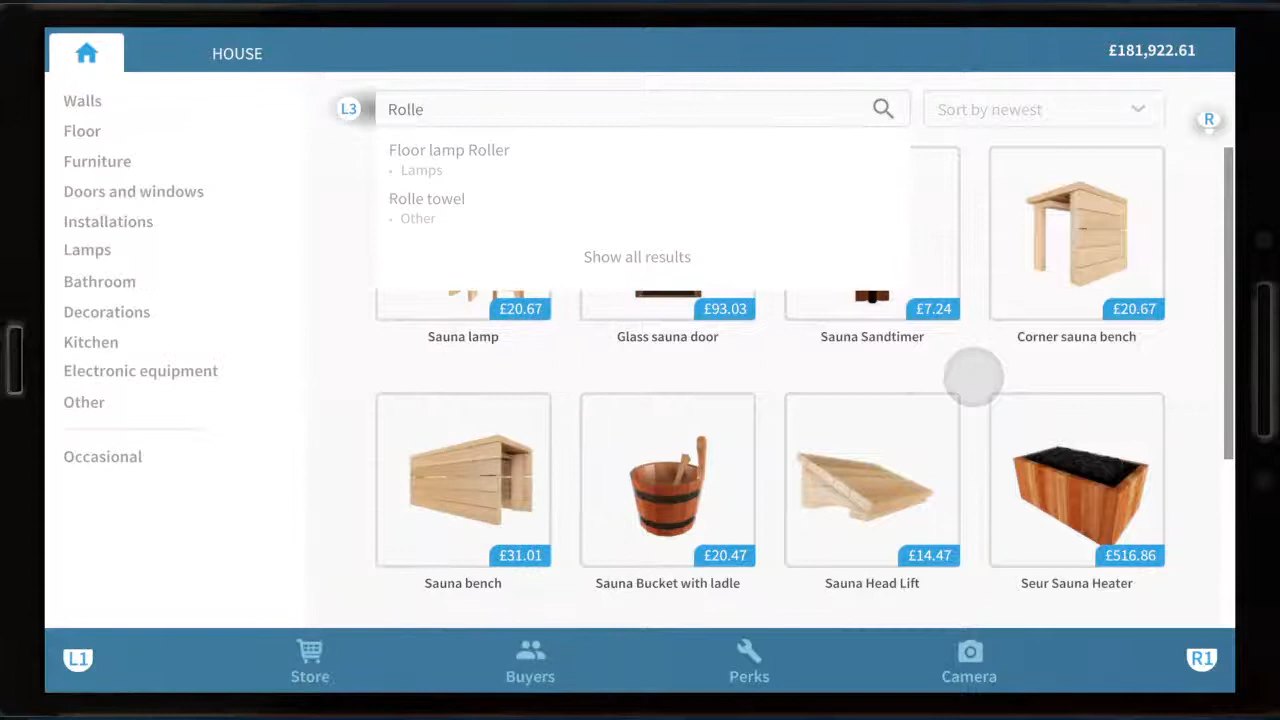 HOUSE
£181,922.61
Walls
Floor
Furniture
Doors and windows
Installations
Lamps
Bathroom
Decorations
Kitchen
Electronic equipment
Other
Occasional
L3
Rolle
Sort by newest
R
Floor lamp Roller
• Lamps
Rolle towel
• Other
Show all results
£20.67
£93.03
£7.24
£20.67
Sauna lamp
Glass sauna door
Sauna Sandtimer
Corner sauna bench
£31.01
£20.47
£14.47
£516.86
Sauna bench
Sauna Bucket with ladle
Sauna Head Lift
Seur Sauna Heater
L1
Store
Buyers
Perks
Camera
R1